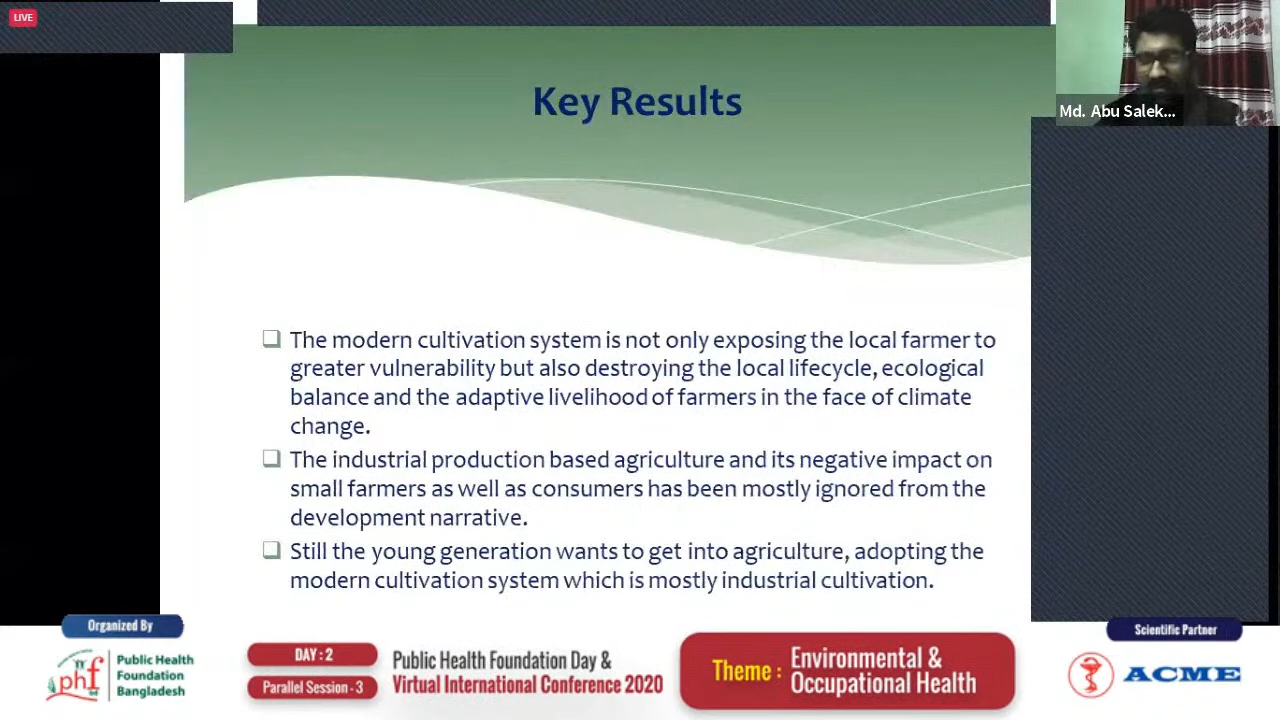 LIVE
Key Results
Md. Abu Salek...
The modern cultivation system is not only exposing the local farmer to
greater vulnerability but also destroying the local lifecycle, ecological
balance and the adaptive livelihood of farmers in the face of climate
change.
The industrial production based agriculture and its negative impact on
small farmers as well as consumers has been mostly ignored from the
development narrative.
Still the young generation wants to get into agriculture, adopting the
modern cultivation system which is mostly industrial cultivation.
Organized By
phf
Public Health
Foundation
Bangladesh
DAY : 2
Parallel Session - 3
Public Health Foundation Day &
Virtual International Conference 2020
Theme :
Environmental &
Occupational Health
Scientific Partner
ACME